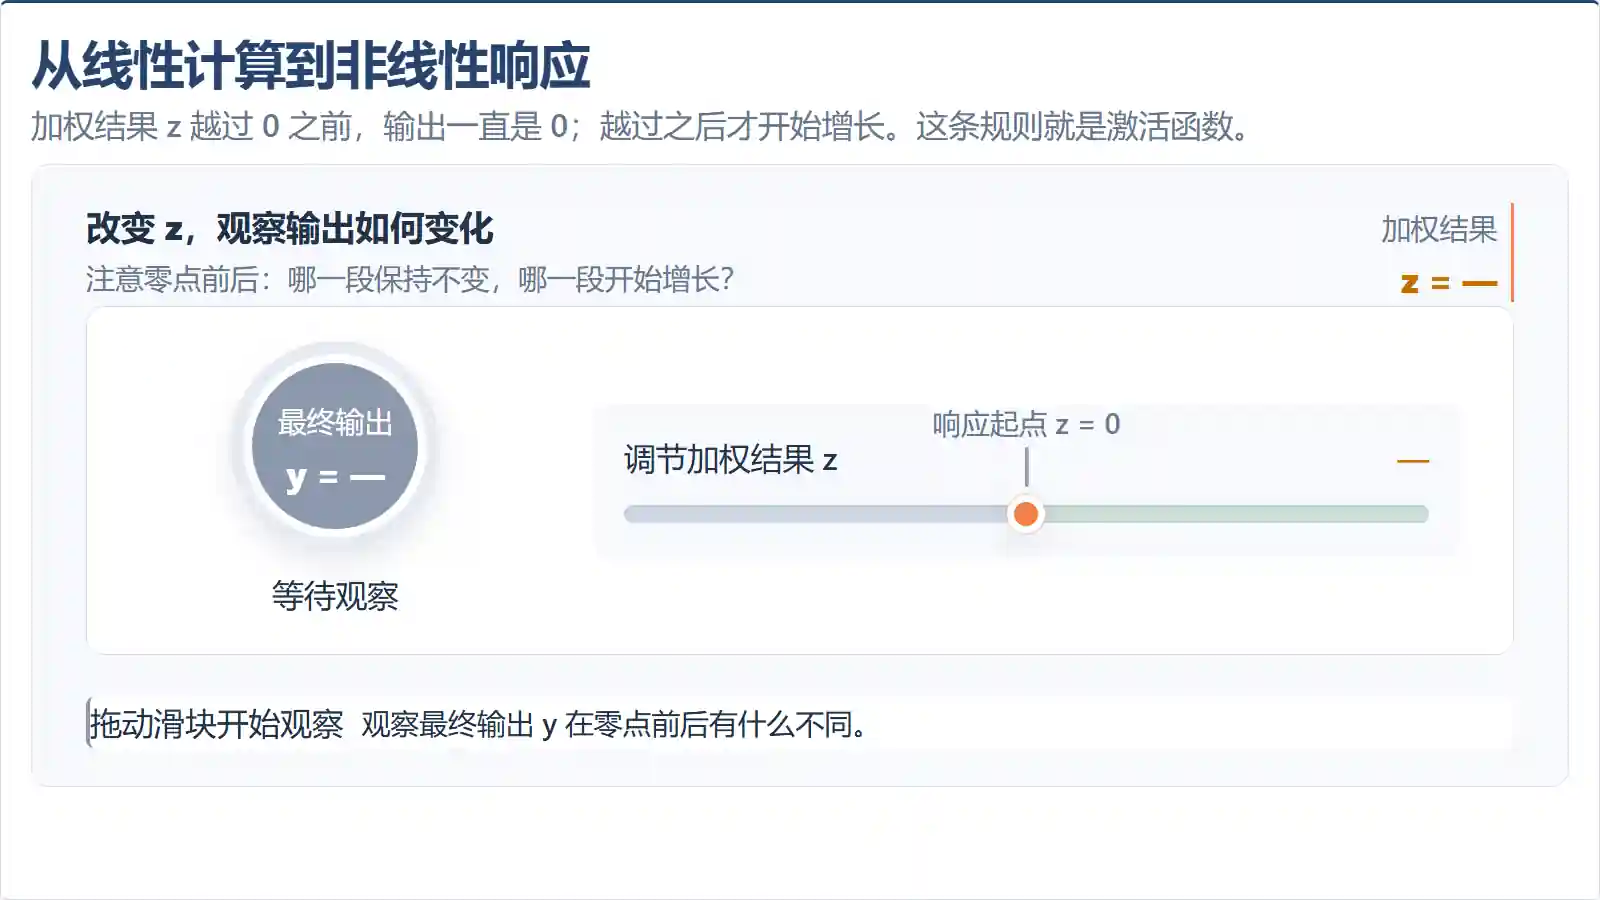 从线性计算到非线性响应
加权结果 z 越过 0 之前，输出一直是 0；越过之后才开始增长。这条规则就是激活函数。
改变 z，观察输出如何变化
注意零点前后：哪一段保持不变，哪一段开始增长？
加权结果
z = —
最终输出
y = —
等待观察
响应起点 z = 0
调节加权结果 z
—
拖动滑块开始观察 观察最终输出 y 在零点前后有什么不同。